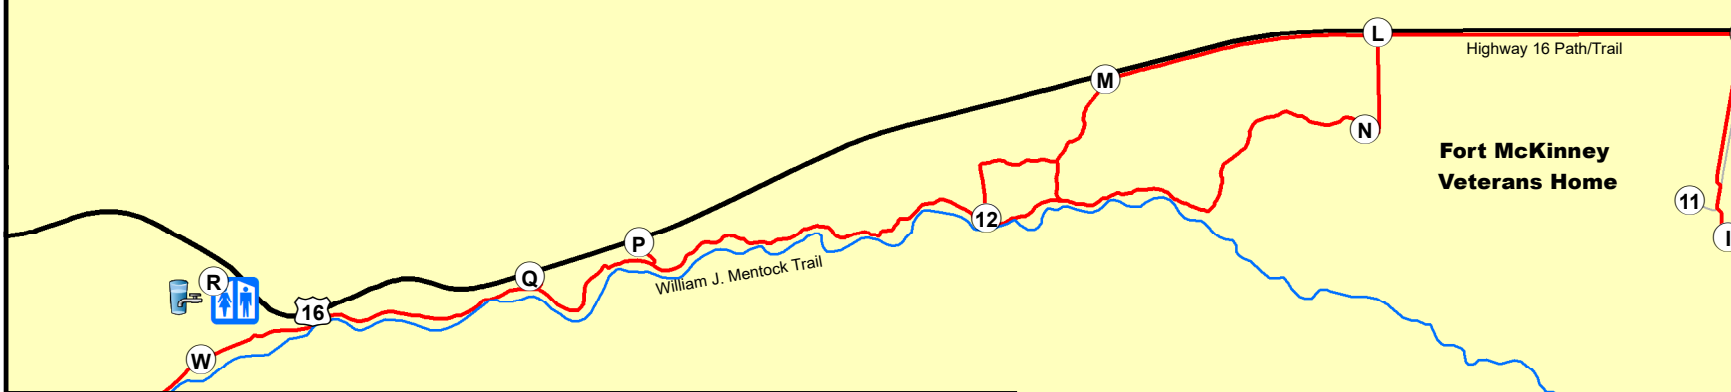 L
Highway 16 Path/Trail
M
N
Fort McKinney
Veterans Home
11
12
I
P
William J. Mentock Trail
Q
R
16
W